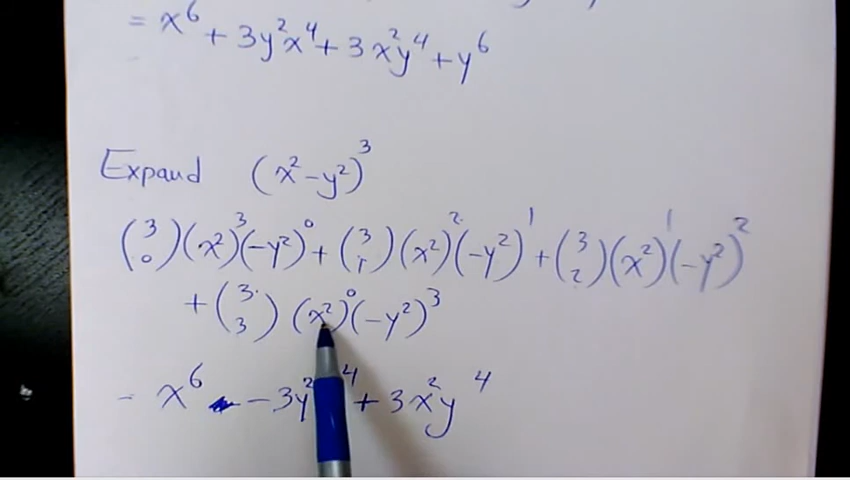 = x⁶ + 3y²x⁴ + 3x²y⁴ + y⁶
Expand (x² - y²)³
(3 0)(x²)³(-y²)⁰ + (3 1)(x²)²(-y²)¹ + (3 2)(x²)¹(-y²)²
+ (3 3)(x²)⁰(-y²)³
= x⁶ - 3y² ⁴ + 3x²y⁴